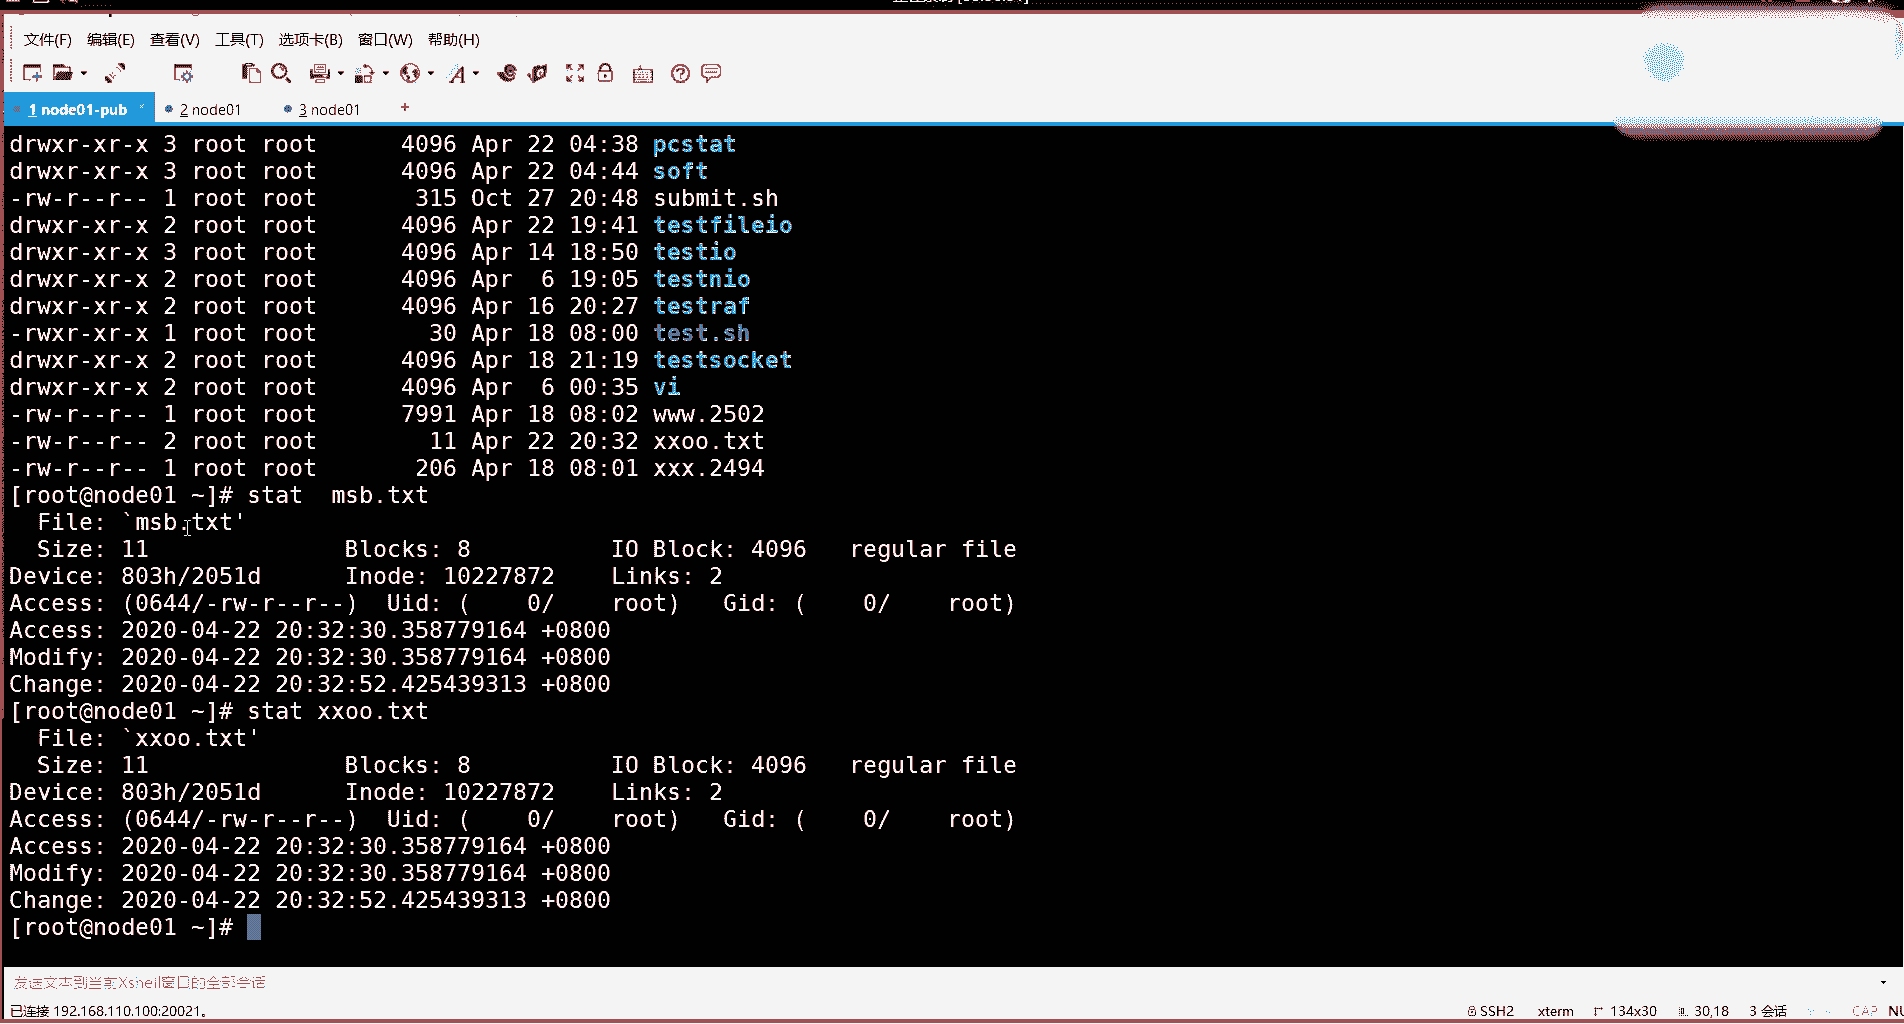 文件(F) 编辑(E) 查看(V) 工具(T) 选项卡(B) 窗口(W) 帮助(H)
1 node01-pub 2 node01 3 node01 +
drwxr-xr-x 3 root root 4096 Apr 22 04:38 pcstat
drwxr-xr-x 3 root root 4096 Apr 22 04:44 soft
-rw-r--r-- 1 root root 315 Oct 27 20:48 submit.sh
drwxr-xr-x 2 root root 4096 Apr 22 19:41 testfileio
drwxr-xr-x 3 root root 4096 Apr 14 18:50 testio
drwxr-xr-x 2 root root 4096 Apr  6 19:05 testnio
drwxr-xr-x 2 root root 4096 Apr 16 20:27 testraf
-rwxr-xr-x 1 root root 30 Apr 18 08:00 test.sh
drwxr-xr-x 2 root root 4096 Apr 18 21:19 testsocket
drwxr-xr-x 2 root root 4096 Apr  6 00:35 vi
-rw-r--r-- 1 root root 7991 Apr 18 08:02 www.2502
-rw-r--r-- 2 root root 11 Apr 22 20:32 xxoo.txt
-rw-r--r-- 1 root root 206 Apr 18 08:01 xxx.2494
[root@node01 ~]# stat  msb.txt
File: `msb.txt'
Size: 11 Blocks: 8 IO Block: 4096 regular file
Device: 803h/2051d Inode: 10227872 Links: 2
Access: (0644/-rw-r--r--) Uid: ( 0/ root) Gid: ( 0/ root)
Access: 2020-04-22 20:32:30.358779164 +0800
Modify: 2020-04-22 20:32:30.358779164 +0800
Change: 2020-04-22 20:32:52.425439313 +0800
[root@node01 ~]# stat xxoo.txt
File: `xxoo.txt'
Size: 11 Blocks: 8 IO Block: 4096 regular file
Device: 803h/2051d Inode: 10227872 Links: 2
Access: (0644/-rw-r--r--) Uid: ( 0/ root) Gid: ( 0/ root)
Access: 2020-04-22 20:32:30.358779164 +0800
Modify: 2020-04-22 20:32:30.358779164 +0800
Change: 2020-04-22 20:32:52.425439313 +0800
[root@node01 ~]#
发送文本到当前Xshell窗口的全部会话
已连接 192.168.110.100:20021。 SSH2 xterm 134x30 30,18 3 会话 CAP